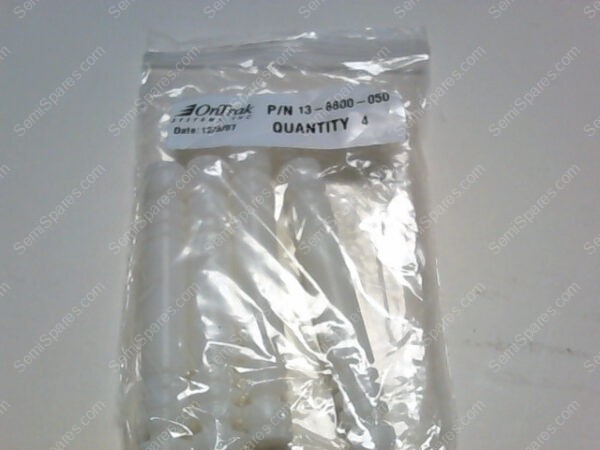 OnTrak
SYSTEMS, INC
P/N 13-8800-050
Date: 12/9/97
QUANTITY 4
SemiSpares.com